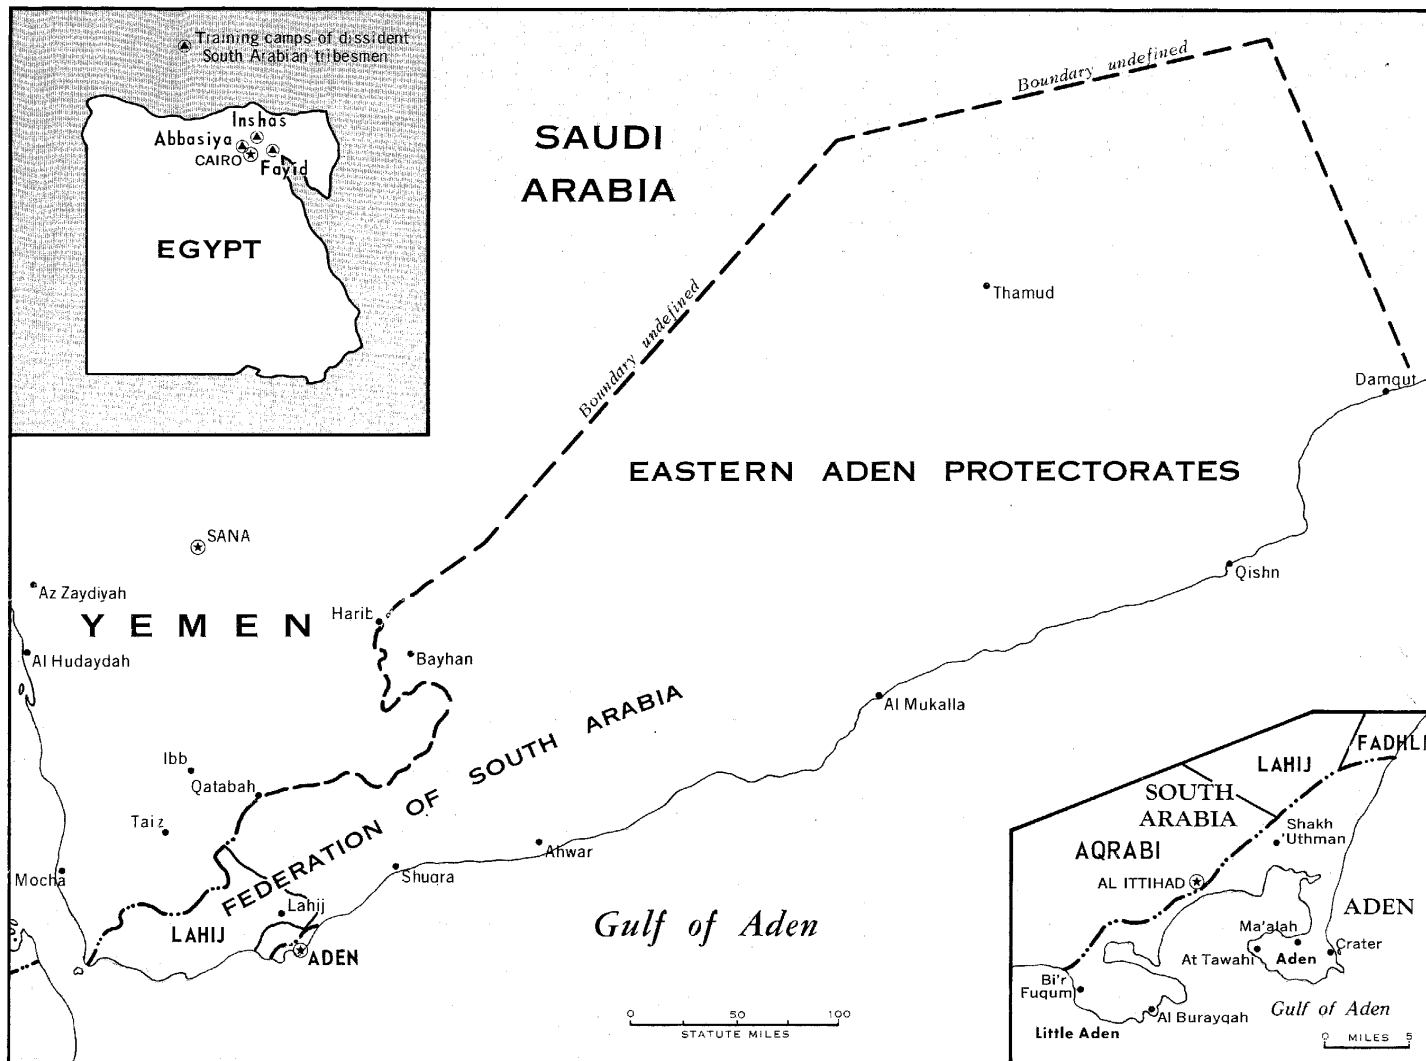 Training camps of dissident
South Arabian tribesmen
Inshas
Abbasiya
CAIRO
Fayid
EGYPT
SAUDI
ARABIA
Boundary undefined
Boundary undefined
Thamud
Damqut
EASTERN ADEN PROTECTORATES
SANA
Az Zaydiyah
YEMEN
Harib
Qishn
Al Hudaydah
Bayhan
Al Mukalla
FEDERATION OF SOUTH ARABIA
Ibb
Qatabah
Taiz
Ahwar
Mocha
Shuqra
Lahij
LAHIJ
ADEN
Gulf of Aden
0 50 100
STATUTE MILES
FADHLI
LAHIJ
SOUTH
ARABIA
Shakh
'Uthman
AQRABI
AL ITTIHAD
ADEN
Ma'alah
At Tawahi
Aden
Crater
Bi'r
Fuqum
Al Burayqah
Little Aden
Gulf of Aden
0 MILES 5